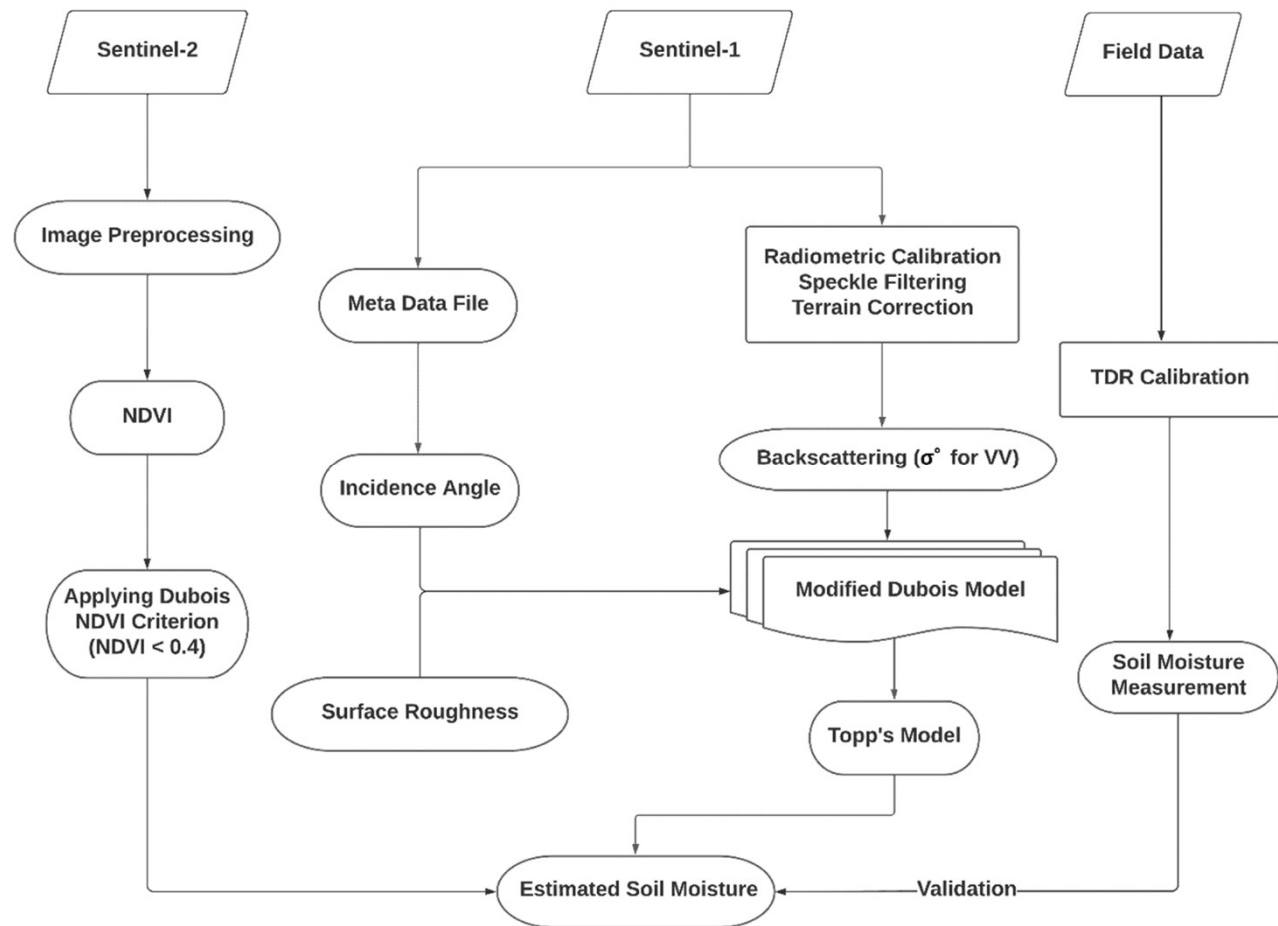 Sentinel-2
Sentinel-1
Field Data
Image Preprocessing
Meta Data File
Radiometric Calibration
Speckle Filtering
Terrain Correction
TDR Calibration
NDVI
Backscattering (σ° for VV)
Incidence Angle
Applying Dubois
NDVI Criterion
(NDVI < 0.4)
Modified Dubois Model
Soil Moisture
Measurement
Surface Roughness
Topp's Model
Estimated Soil Moisture
Validation